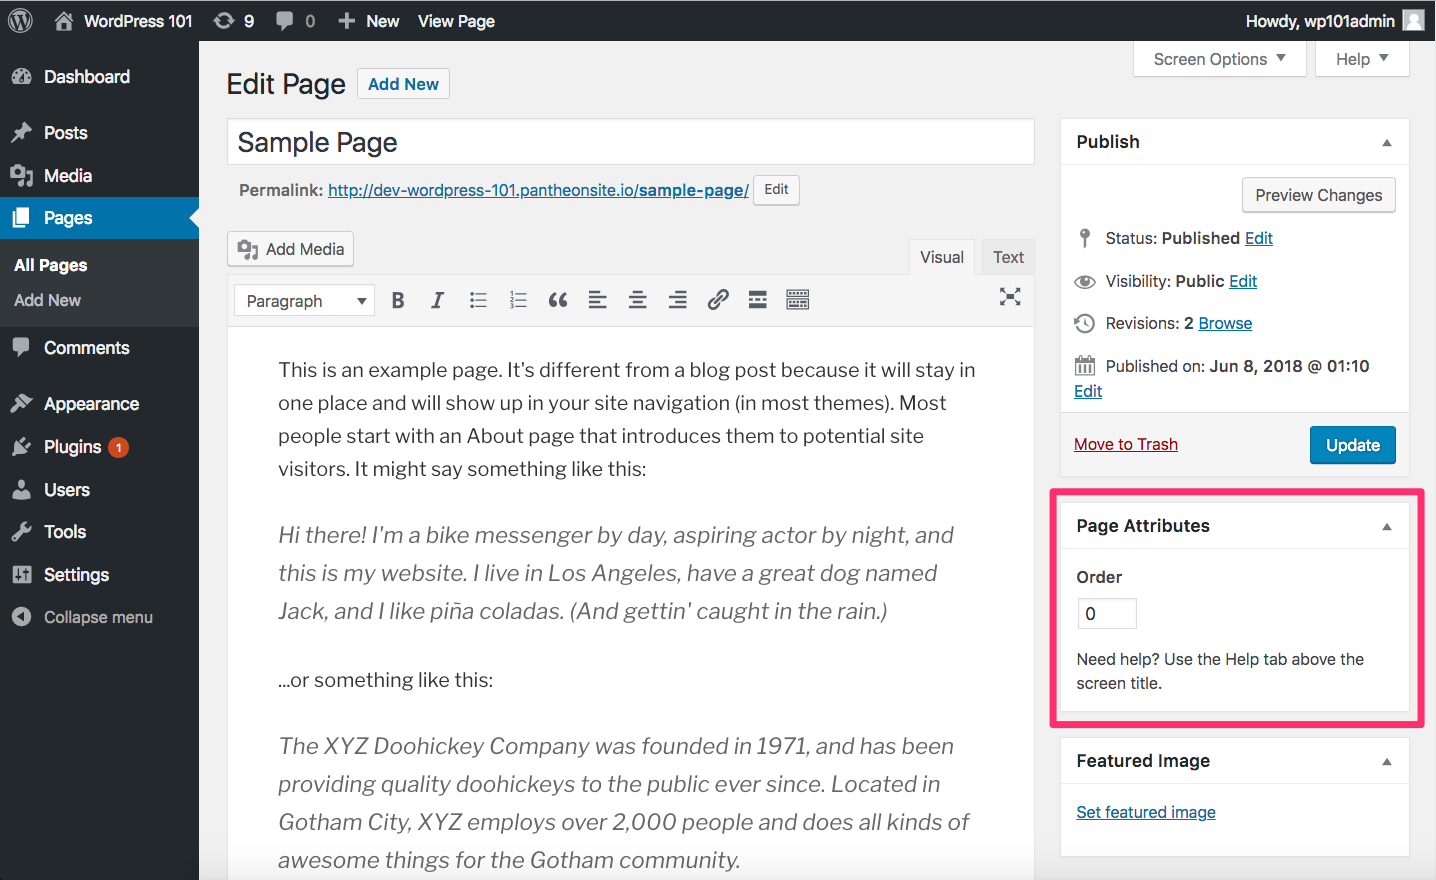 WordPress 101 9 0 New View Page Howdy, wp101admin
Dashboard
Posts
Media
Pages
All Pages
Add New
Comments
Appearance
Plugins 1
Users
Tools
Settings
Collapse menu
Screen Options Help
Edit Page Add New
Sample Page
Permalink: http://dev-wordpress-101.pantheonsite.io/sample-page/ Edit
Add Media
Visual Text
Paragraph
This is an example page. It's different from a blog post because it will stay in
one place and will show up in your site navigation (in most themes). Most
people start with an About page that introduces them to potential site
visitors. It might say something like this:
Hi there! I'm a bike messenger by day, aspiring actor by night, and
this is my website. I live in Los Angeles, have a great dog named
Jack, and I like piña coladas. (And gettin' caught in the rain.)
...or something like this:
The XYZ Doohickey Company was founded in 1971, and has been
providing quality doohickeys to the public ever since. Located in
Gotham City, XYZ employs over 2,000 people and does all kinds of
awesome things for the Gotham community.
Publish
Preview Changes
Status: Published Edit
Visibility: Public Edit
Revisions: 2 Browse
Published on: Jun 8, 2018 @ 01:10
Edit
Move to Trash Update
Page Attributes
Order
0
Need help? Use the Help tab above the
screen title.
Featured Image
Set featured image